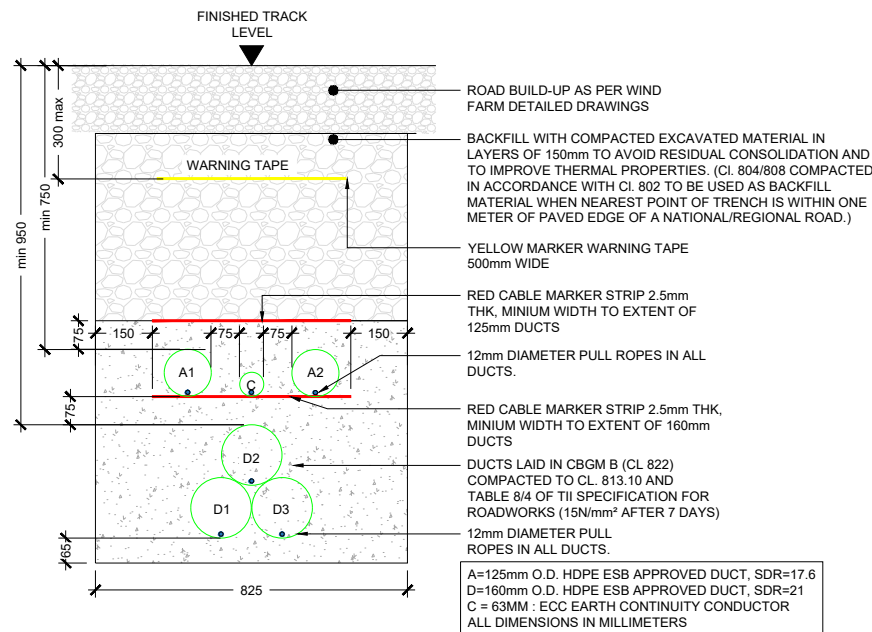 FINISHED TRACK
LEVEL
300 max
min 750
min 950
WARNING TAPE
ROAD BUILD-UP AS PER WIND
FARM DETAILED DRAWINGS
BACKFILL WITH COMPACTED EXCAVATED MATERIAL IN
LAYERS OF 150mm TO AVOID RESIDUAL CONSOLIDATION AND
TO IMPROVE THERMAL PROPERTIES. (Cl. 804/808 COMPACTED
IN ACCORDANCE WITH Cl. 802 TO BE USED AS BACKFILL
MATERIAL WHEN NEAREST POINT OF TRENCH IS WITHIN ONE
METER OF PAVED EDGE OF A NATIONAL/REGIONAL ROAD.)
YELLOW MARKER WARNING TAPE
500mm WIDE
RED CABLE MARKER STRIP 2.5mm
THK, MINIUM WIDTH TO EXTENT OF
125mm DUCTS
75
150
75
75
150
A1
C
A2
12mm DIAMETER PULL ROPES IN ALL
DUCTS.
75
RED CABLE MARKER STRIP 2.5mm THK,
MINIUM WIDTH TO EXTENT OF 160mm
DUCTS
D2
D1
D3
DUCTS LAID IN CBGM B (CL 822)
COMPACTED TO CL. 813.10 AND
TABLE 8/4 OF TII SPECIFICATION FOR
ROADWORKS (15N/mm² AFTER 7 DAYS)
12mm DIAMETER PULL
ROPES IN ALL DUCTS.
65
825
A=125mm O.D. HDPE ESB APPROVED DUCT, SDR=17.6
D=160mm O.D. HDPE ESB APPROVED DUCT, SDR=21
C = 63MM : ECC EARTH CONTINUITY CONDUCTOR
ALL DIMENSIONS IN MILLIMETERS